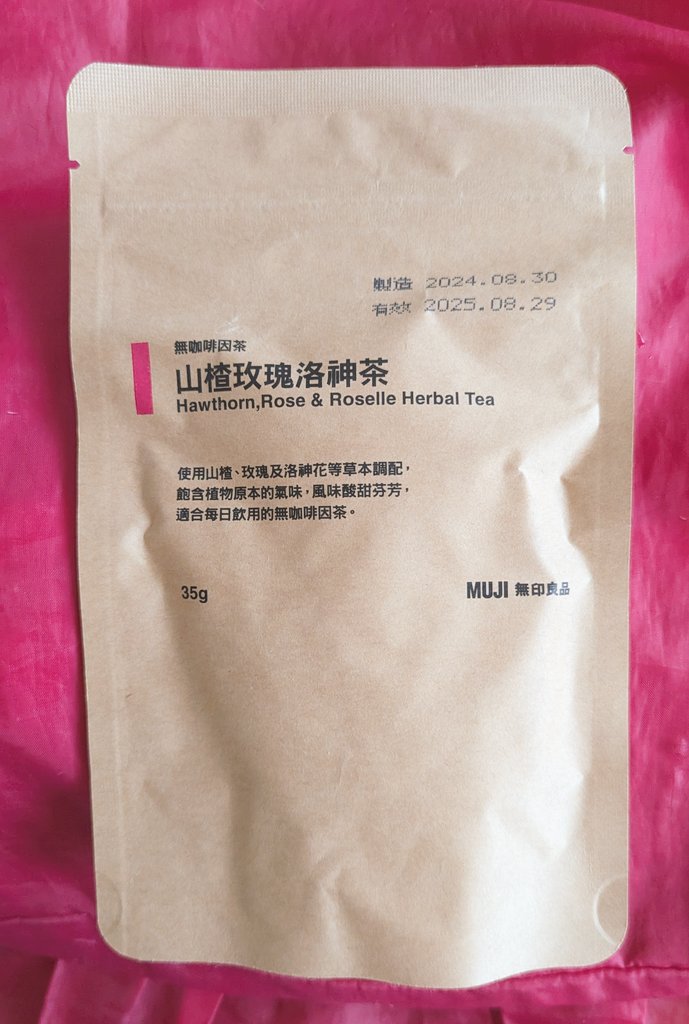 製造 2024.08.30
有效 2025.08.29
無咖啡因茶
山楂玫瑰洛神茶
Hawthorn,Rose & Roselle Herbal Tea
使用山楂、玫瑰及洛神花等草本調配，
飽含植物原本的氣味，風味酸甜芬芳，
適合每日飲用的無咖啡因茶。
35g
MUJI 無印良品